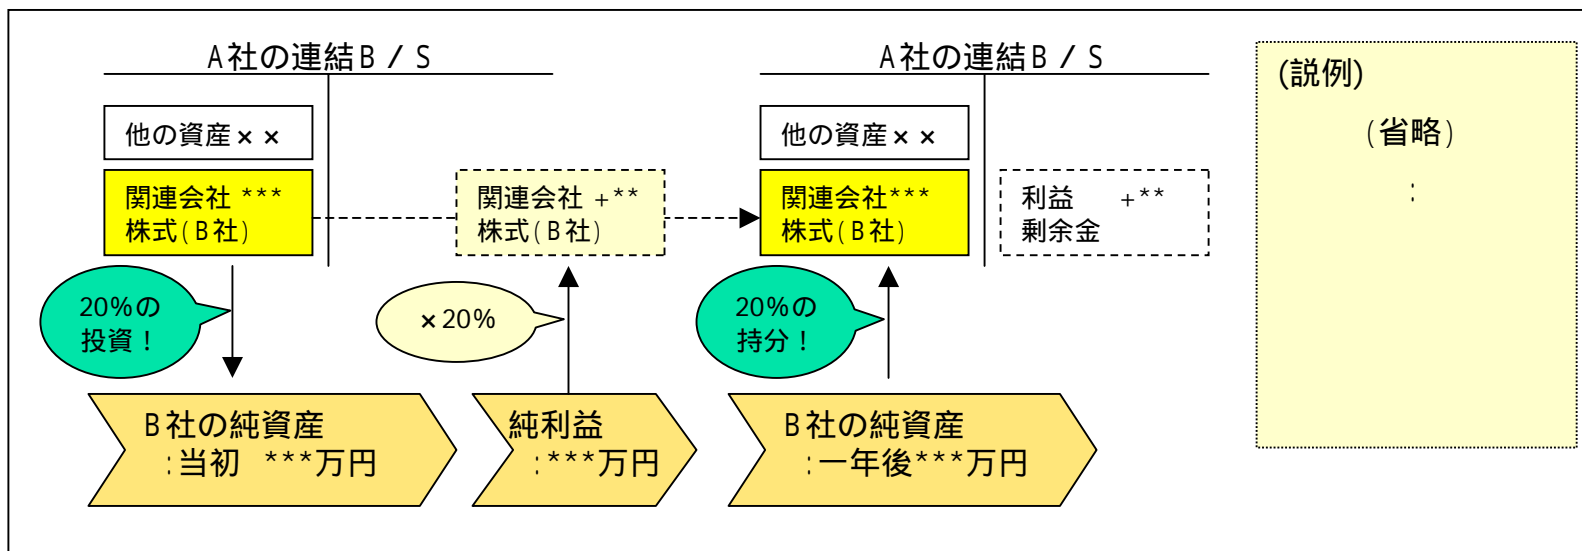 A社の連結B／S
他の資産××
関連会社 ***
株式(B社)
20%の
投資！
B社の純資産
:当初 ***万円
関連会社 +**
株式(B社)
×20%
純利益
:***万円
A社の連結B／S
他の資産××
関連会社***
株式(B社)
利益 +**
剰余金
20%の
持分！
B社の純資産
:一年後***万円
(説例)
(省略)
: